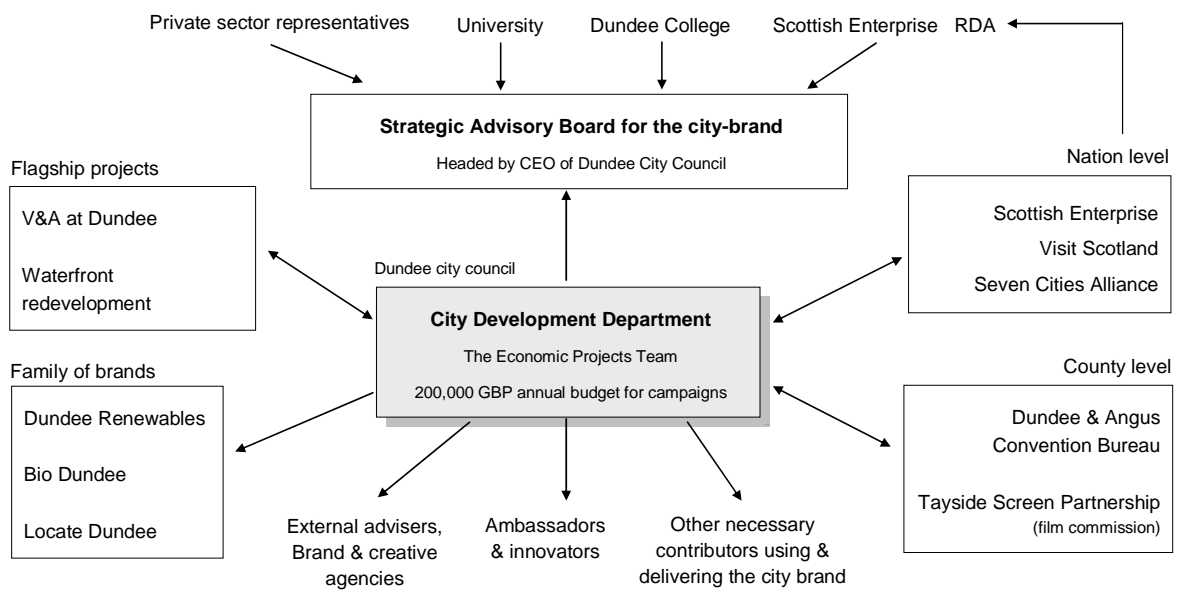 Private sector representatives
University
Dundee College
Scottish Enterprise RDA
Strategic Advisory Board for the city-brand
Headed by CEO of Dundee City Council
Flagship projects
V&A at Dundee
Waterfront
redevelopment
Nation level
Scottish Enterprise
Visit Scotland
Seven Cities Alliance
Dundee city council
City Development Department
The Economic Projects Team
200,000 GBP annual budget for campaigns
Family of brands
Dundee Renewables
Bio Dundee
Locate Dundee
County level
Dundee & Angus
Convention Bureau
Tayside Screen Partnership
(film commission)
External advisers,
Brand & creative
agencies
Ambassadors
& innovators
Other necessary
contributors using &
delivering the city brand